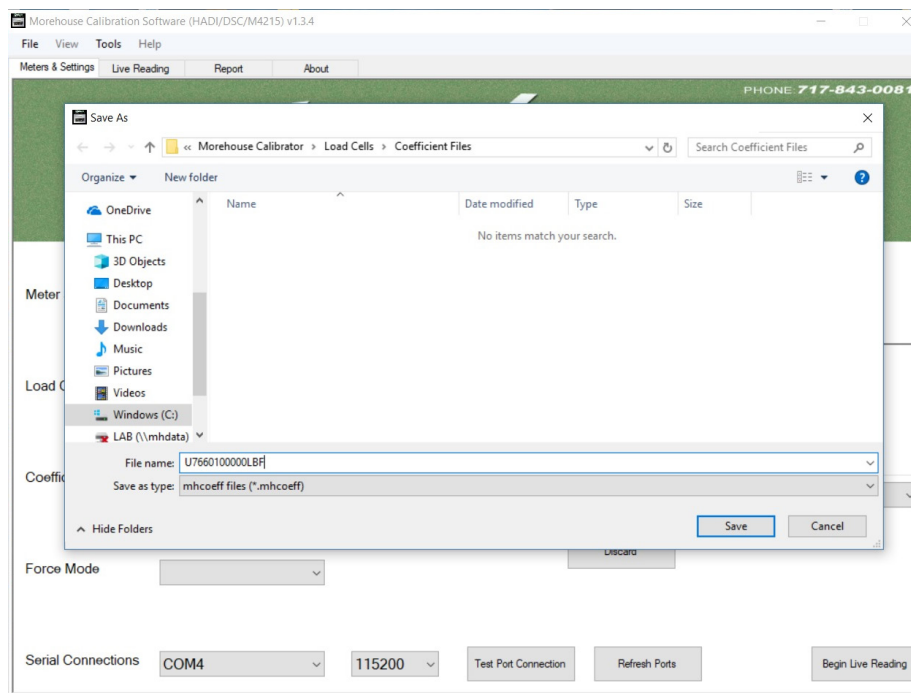 Morehouse Calibration Software (HADI/DSC/M4215) v1.3.4
File View Tools Help
Meters & Settings Live Reading Report About
PHONE: 717-843-0081
Save As
« Morehouse Calibrator > Load Cells > Coefficient Files
Search Coefficient Files
Organize New folder
Name Date modified Type Size
No items match your search.
OneDrive
This PC
3D Objects
Desktop
Documents
Downloads
Music
Pictures
Videos
Windows (C:)
LAB (\\mhdata)
File name: U7660100000LBF
Save as type: mhcoeff files (*.mhcoeff)
Hide Folders
Save Cancel
Meter
Load
Discard
Force Mode
Serial Connections COM4 115200 Test Port Connection Refresh Ports Begin Live Reading